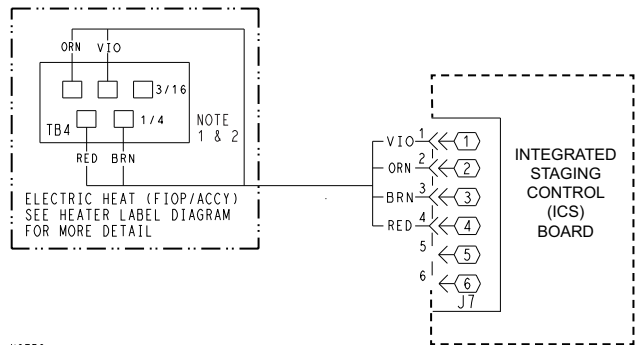 ORN VIO
3/16
TB4
1/4
NOTE
1 & 2
RED BRN
ELECTRIC HEAT (FIOP/ACCY)
SEE HEATER LABEL DIAGRAM
FOR MORE DETAIL
VIO 1 1
ORN 2 2
BRN 3 3
RED 4 4
5 5
6 6
J7
INTEGRATED
STAGING
CONTROL
(ICS)
BOARD